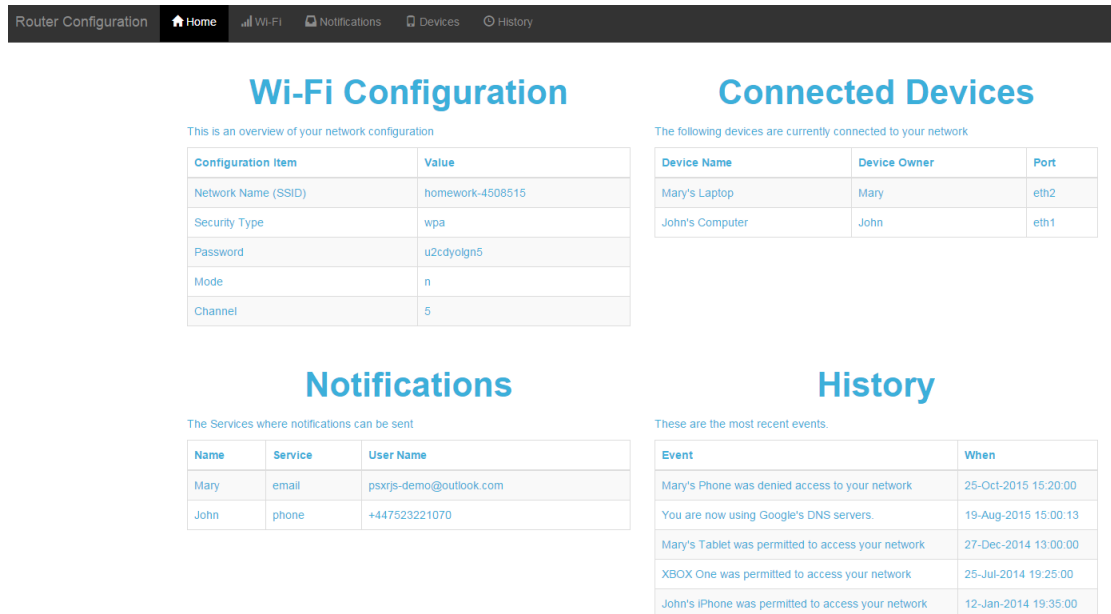 Router Configuration Home Wi-Fi Notifications Devices History
Wi-Fi Configuration
This is an overview of your network configuration
Configuration Item Value
Network Name (SSID) homework-4508515
Security Type wpa
Password u2cdyolgn5
Mode n
Channel 5
Connected Devices
The following devices are currently connected to your network
Device Name Device Owner Port
Mary's Laptop Mary eth2
John's Computer John eth1
Notifications
The Services where notifications can be sent
Name Service User Name
Mary email psxrjs-demo@outlook.com
John phone +447523221070
History
These are the most recent events.
Event When
Mary's Phone was denied access to your network 25-Oct-2015 15:20:00
You are now using Google's DNS servers. 19-Aug-2015 15:00:13
Mary's Tablet was permitted to access your network 27-Dec-2014 13:00:00
XBOX One was permitted to access your network 25-Jul-2014 19:25:00
John's iPhone was permitted to access your network 12-Jan-2014 19:35:00